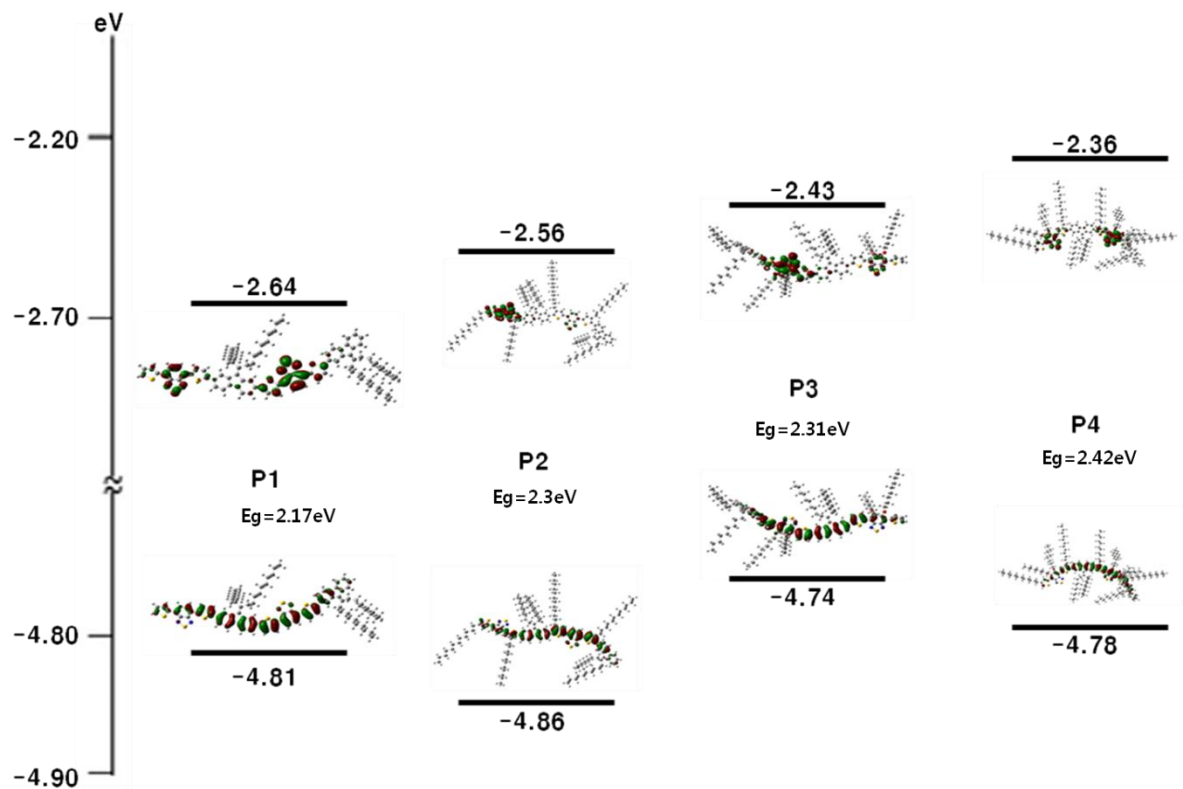 eV
-2.20
-2.70
-4.80
-4.90
-2.64
P1
Eg=2.17eV
-4.81
-2.56
P2
Eg=2.3eV
-4.86
-2.43
P3
Eg=2.31eV
-4.74
-2.36
P4
Eg=2.42eV
-4.78